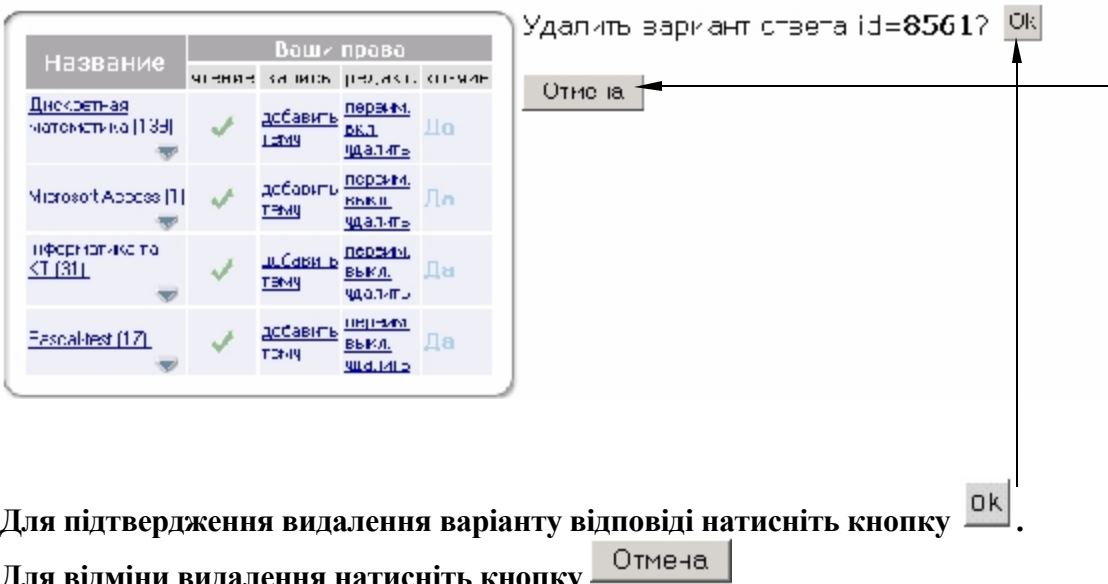 Удалить вариант ответа id=8561? Ok
Отмена
Название
Ваши права
чтение запись редакт.
Дискретная математика [139]
добавить тему
переим.
вкл.
удалить
Да
Microsoft Access [1]
добавить тему
переим.
выкл.
удалить
Да
Інформатика та КТ [31]
добавить тему
переим.
выкл.
удалить
Да
Pascal-test [17]
добавить тему
переим.
выкл.
удалить
Да
Для підтвердження видалення варіанту відповіді натисніть кнопку Ok .
Для відміни видалення натисніть кнопку Отмена